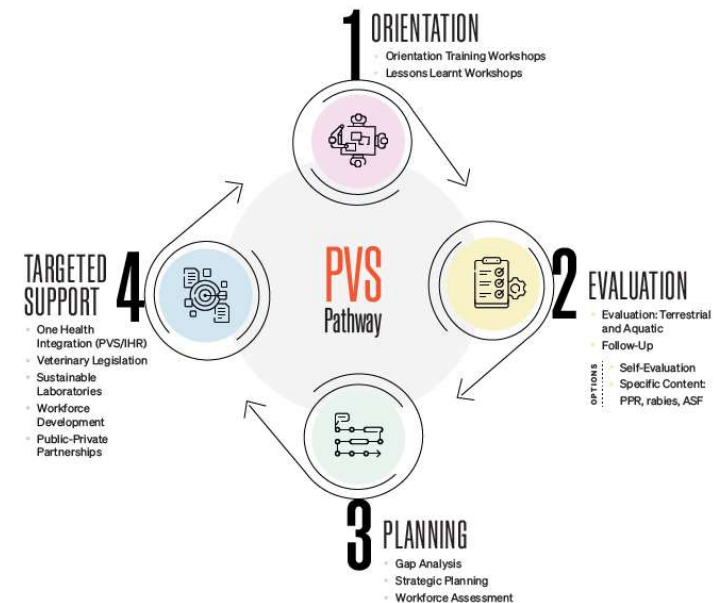 1 ORIENTATION
Orientation Training Workshops
Lessons Learnt Workshops
PVS
Pathway
2 EVALUATION
Evaluation: Terrestrial
and Aquatic
Follow-Up
OPTIONS
Self-Evaluation
Specific Content:
PPR, rabies, ASF
3 PLANNING
Gap Analysis
Strategic Planning
Workforce Assessment
TARGETED
SUPPORT 4
One Health
Integration (PVS/IHR)
Veterinary Legislation
Sustainable
Laboratories
Workforce
Development
Public-Private
Partnerships